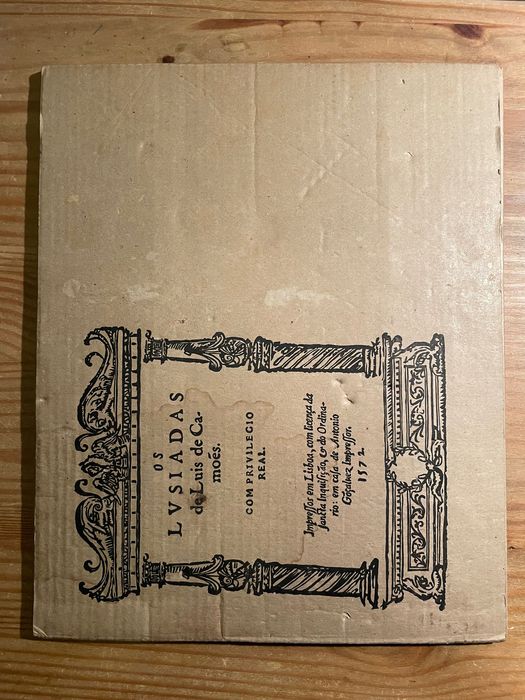 OS
LVSIADAS
de Luis de Ca-
moẽs.
COM PRIVILEGIO
REAL.
Impreſſos em Lisboa, com licença da
ſancta Inquiſição, & do Ordina-
rio: em caſa de Antonio
Gõçaluez Impreſſor.
1572.